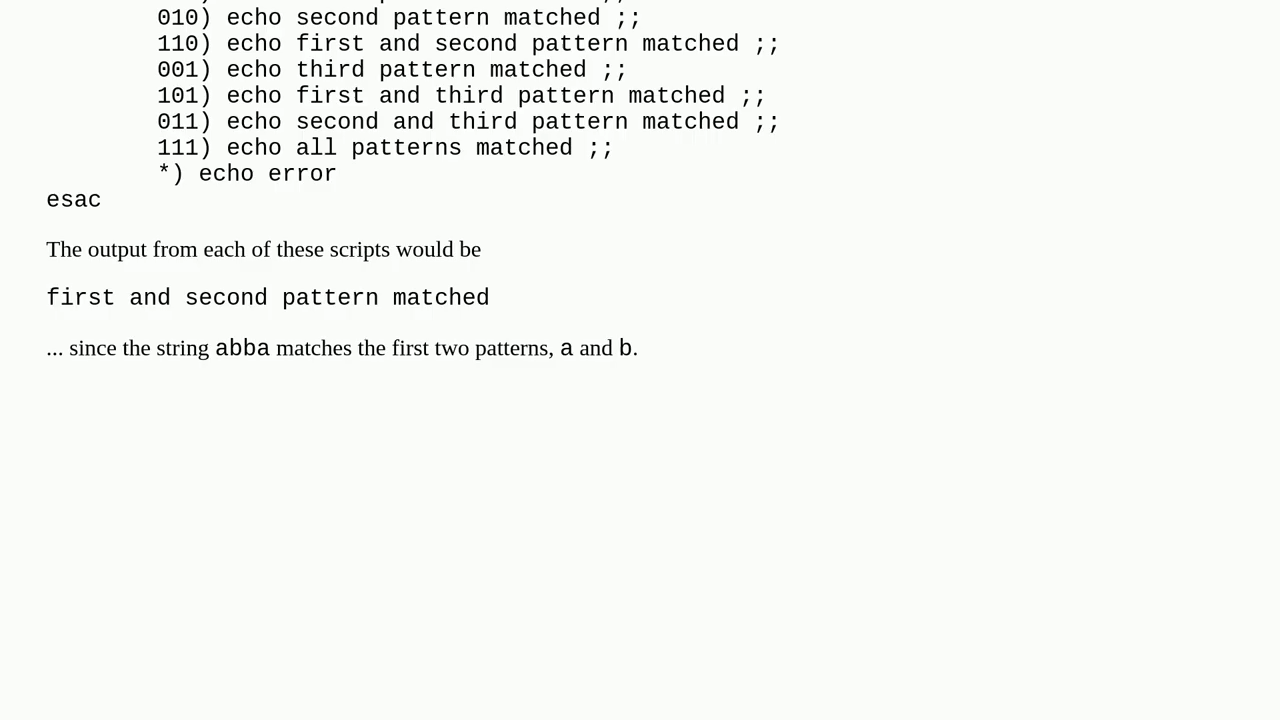 010) echo second pattern matched ;;
110) echo first and second pattern matched ;;
001) echo third pattern matched ;;
101) echo first and third pattern matched ;;
011) echo second and third pattern matched ;;
111) echo all patterns matched ;;
*) echo error
esac
The output from each of these scripts would be
first and second pattern matched
... since the string abba matches the first two patterns, a and b.